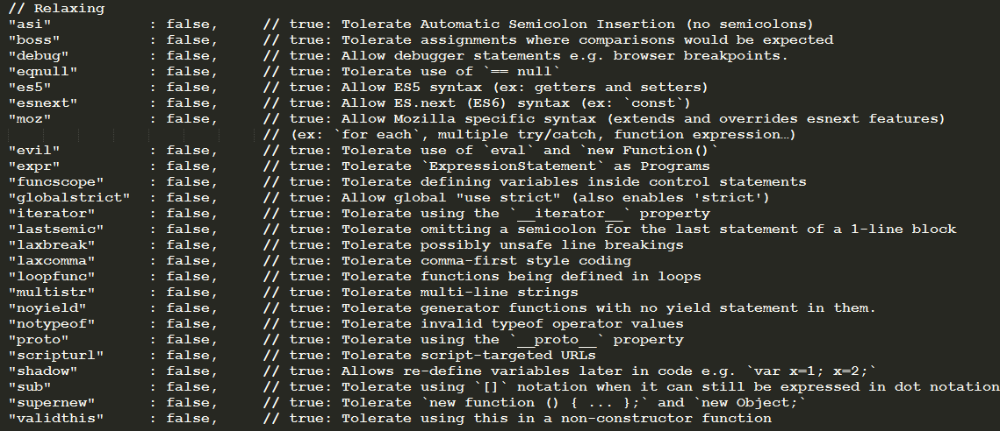 // Relaxing
"asi"           : false,     // true: Tolerate Automatic Semicolon Insertion (no semicolons)
"boss"          : false,     // true: Tolerate assignments where comparisons would be expected
"debug"         : false,     // true: Allow debugger statements e.g. browser breakpoints.
"eqnull"        : false,     // true: Tolerate use of `== null`
"es5"           : false,     // true: Allow ES5 syntax (ex: getters and setters)
"esnext"        : false,     // true: Allow ES.next (ES6) syntax (ex: `const`)
"moz"           : false,     // true: Allow Mozilla specific syntax (extends and overrides esnext features)
                             // (ex: `for each`, multiple try/catch, function expression…)
"evil"          : false,     // true: Tolerate use of `eval` and `new Function()`
"expr"          : false,     // true: Tolerate `ExpressionStatement` as Programs
"funcscope"     : false,     // true: Tolerate defining variables inside control statements
"globalstrict"  : false,     // true: Allow global "use strict" (also enables 'strict')
"iterator"      : false,     // true: Tolerate using the `__iterator__` property
"lastsemic"     : false,     // true: Tolerate omitting a semicolon for the last statement of a 1-line block
"laxbreak"      : false,     // true: Tolerate possibly unsafe line breakings
"laxcomma"      : false,     // true: Tolerate comma-first style coding
"loopfunc"      : false,     // true: Tolerate functions being defined in loops
"multistr"      : false,     // true: Tolerate multi-line strings
"noyield"       : false,     // true: Tolerate generator functions with no yield statement in them.
"notypeof"      : false,     // true: Tolerate invalid typeof operator values
"proto"         : false,     // true: Tolerate using the `__proto__` property
"scripturl"     : false,     // true: Tolerate script-targeted URLs
"shadow"        : false,     // true: Allows re-define variables later in code e.g. `var x=1; x=2;`
"sub"           : false,     // true: Tolerate using `[]` notation when it can still be expressed in dot notation
"supernew"      : false,     // true: Tolerate `new function () { ... };` and `new Object;`
"validthis"     : false,     // true: Tolerate using this in a non-constructor function